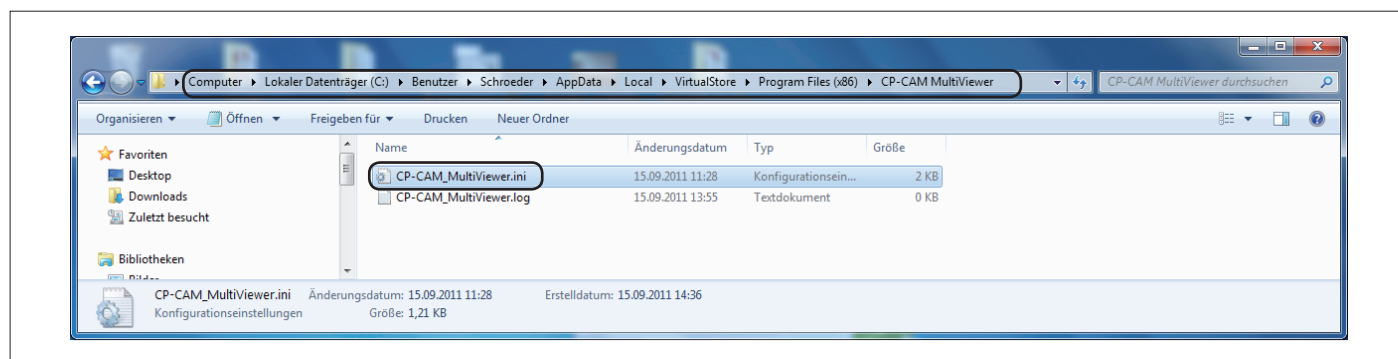 Computer ▸ Lokaler Datenträger (C:) ▸ Benutzer ▸ Schroeder ▸ AppData ▸ Local ▸ VirtualStore ▸ Program Files (x86) ▸ CP-CAM MultiViewer
CP-CAM MultiViewer durchsuchen
Organisieren Öffnen Freigeben für Drucken Neuer Ordner
Favoriten
Desktop
Downloads
Zuletzt besucht
Bibliotheken
Name Änderungsdatum Typ Größe
CP-CAM_MultiViewer.ini 15.09.2011 11:28 Konfigurationsein... 2 KB
CP-CAM_MultiViewer.log 15.09.2011 13:55 Textdokument 0 KB
CP-CAM_MultiViewer.ini Änderungsdatum: 15.09.2011 11:28 Erstelldatum: 15.09.2011 14:36
Konfigurationseinstellungen Größe: 1,21 KB